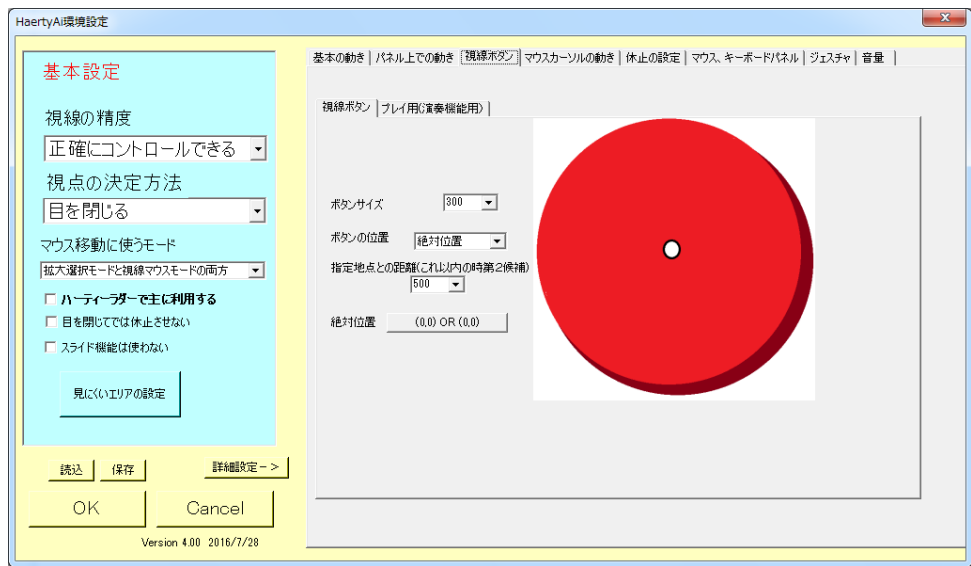 HaertyAi環境設定
基本設定
視線の精度
正確にコントロールできる
視点の決定方法
目を閉じる
マウス移動に使うモード
拡大選択モードと視線マウスモードの両方
ハーティーラダーで主に利用する
目を閉じてでは休止させない
スライド機能は使わない
見にくいエリアの設定
読込 保存 詳細設定－＞
OK Cancel
Version 4.00 2016/7/28
基本の動き パネル上での動き 視線ボタン マウスカーソルの動き 休止の設定 マウス、キーボードパネル ジェスチャ 音量
視線ボタン プレイ用(演奏機能用)
ボタンサイズ 300
ボタンの位置 絶対位置
指定地点との距離(これ以内の時第2候補)
500
絶対位置 (0,0) OR (0,0)